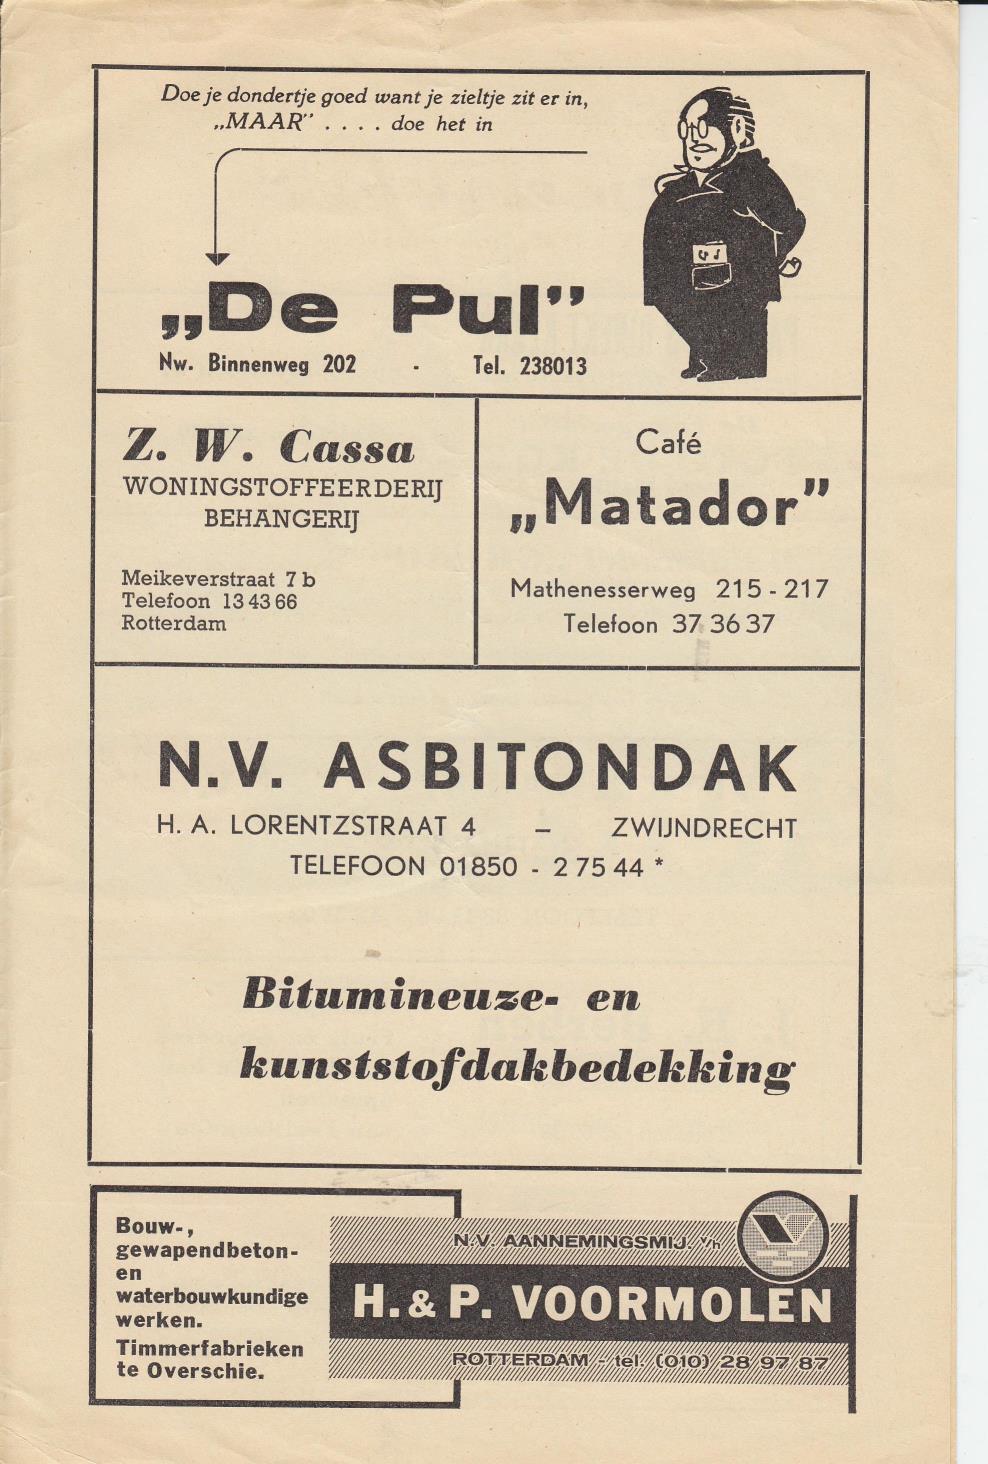 Doe je dondertje goed want je zieltje zit er in,
„MAAR” . . . . doe het in
„De Pul”
Nw. Binnenweg 202 - Tel. 238013
Z. W. Cassa
WONINGSTOFFEERDERIJ
BEHANGERIJ
Meikeverstraat 7 b
Telefoon 13 43 66
Rotterdam
Café
„Matador”
Mathenesserweg 215 - 217
Telefoon 37 36 37
N.V. ASBITONDAK
H. A. LORENTZSTRAAT 4 – ZWIJNDRECHT
TELEFOON 01850 - 2 75 44 *
Bitumineuze- en
kunststofdakbedekking
Bouw-,
gewapendbeton-
en
waterbouwkundige
werken.
Timmerfabrieken
te Overschie.
N.V. AANNEMINGSMIJ. v/h
H. & P. VOORMOLEN
ROTTERDAM - tel. (010) 28 97 87